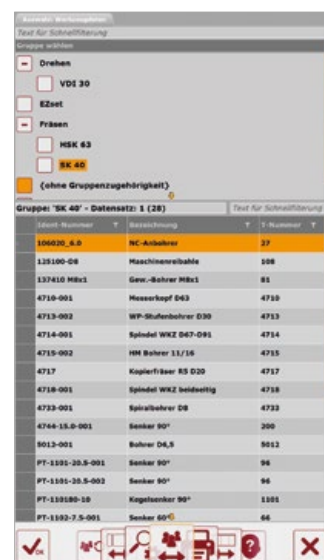 Auswahl: Werkzeugdaten
Text für Schnellfilterung
Gruppe wählen
Drehen
VDI 30
EZset
Fräsen
HSK 63
SK 40
{ohne Gruppenzugehörigkeit}
Gruppe: 'SK 40' - Datensatz: 1 (28) Text für Schnellfilterung
Ident-Nummer Bezeichnung T-Nummer
106020_6.0 NC-Anbohrer 27
125100-D8 Maschinenreibahle 108
137410 M8x1 Gew.-Bohrer M8x1 81
4710-001 Messerkopf D63 4710
4713-002 WP-Stufenbohrer D30 4713
4714-001 Spindel WKZ D67-D91 4714
4715-002 HM Bohrer 11/16 4715
4717 Kopierfräser R5 D20 4717
4718-001 Spindel WKZ beidseitig 4718
4733-001 Spiralbohrer D8 4733
4744-15.0-001 Senker 90° 200
5012-001 Bohrer D6,5 5012
PT-1101-20.5-001 Senker 90° 96
PT-1101-20.5-002 Senker 90° 96
PT-110180-10 Kegelsenker 90° 1101
PT-1102-7.5-001 Senker 60° 66
OK